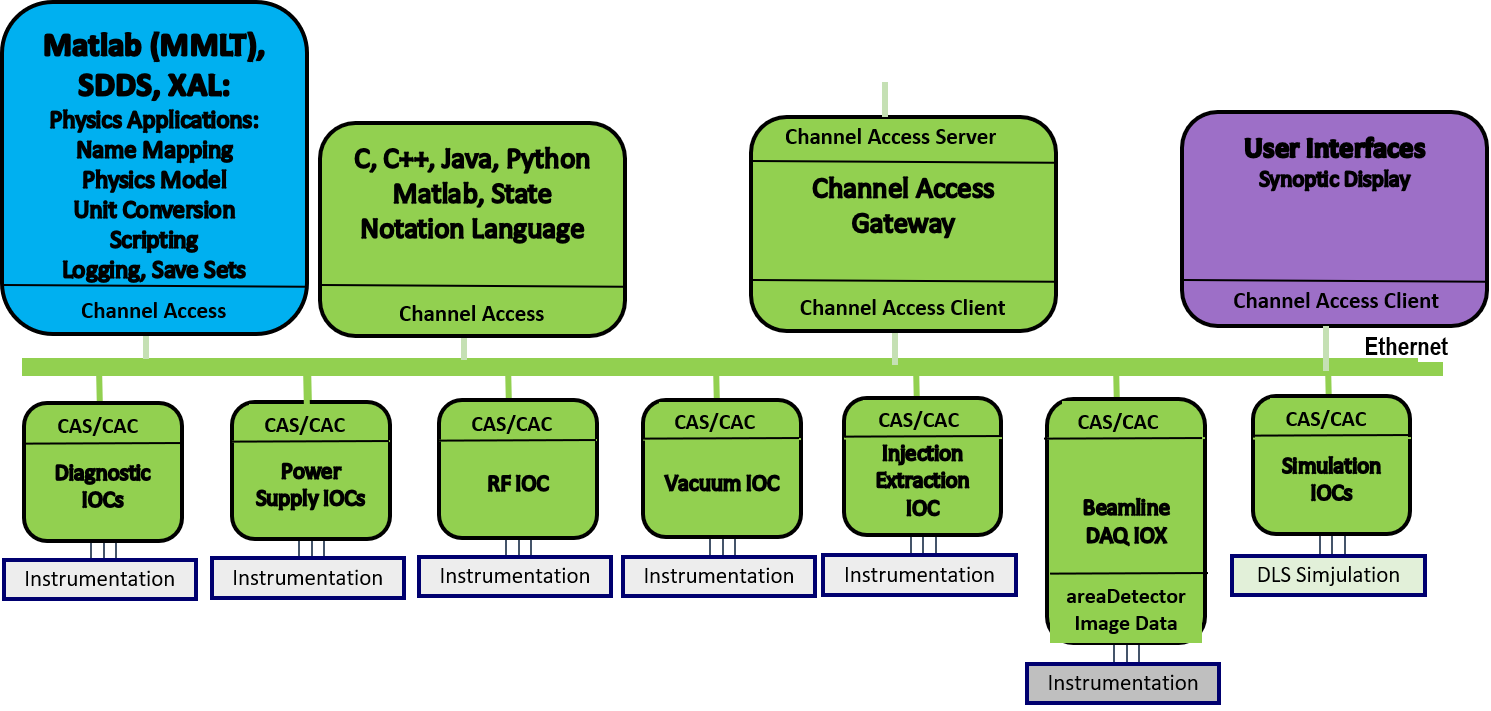 Matlab (MMLT),
SDDS, XAL:
Physics Applications:
Name Mapping
Physics Model
Unit Conversion
Scripting
Logging, Save Sets
Channel Access
C, C++, Java, Python
Matlab, State
Notation Language
Channel Access
Channel Access Server
Channel Access
Gateway
Channel Access Client
User Interfaces
Synoptic Display
Channel Access Client
Ethernet
CAS/CAC
Diagnostic
IOCs
Instrumentation
CAS/CAC
Power
Supply IOCs
Instrumentation
CAS/CAC
RF IOC
Instrumentation
CAS/CAC
Vacuum IOC
Instrumentation
CAS/CAC
Injection
Extraction
IOC
Instrumentation
CAS/CAC
Beamline
DAQ IOX
areaDetector
Image Data
Instrumentation
CAS/CAC
Simulation
IOCs
DLS Simjulation